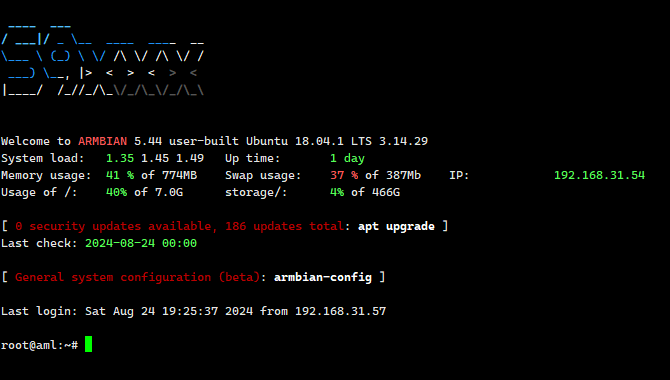 ____  ___
/ ___|/ _ \__  ____  ____  __
\___ \ (_) \ \/ /\ \/ /\ \/ /
 ___) \__, |>  <  >  <  >  <
|____/  /_//_/\_\/_/\_\/_/\_\
Welcome to ARMBIAN 5.44 user-built Ubuntu 18.04.1 LTS 3.14.29
System load:   1.35 1.45 1.49   Up time:       1 day
Memory usage:  41 % of 774MB    Swap usage:    37 % of 387Mb    IP:            192.168.31.54
Usage of /:    40% of 7.0G      storage/:      4% of 466G
[ 0 security updates available, 186 updates total: apt upgrade ]
Last check: 2024-08-24 00:00
[ General system configuration (beta): armbian-config ]
Last login: Sat Aug 24 19:25:37 2024 from 192.168.31.57
root@aml:~#